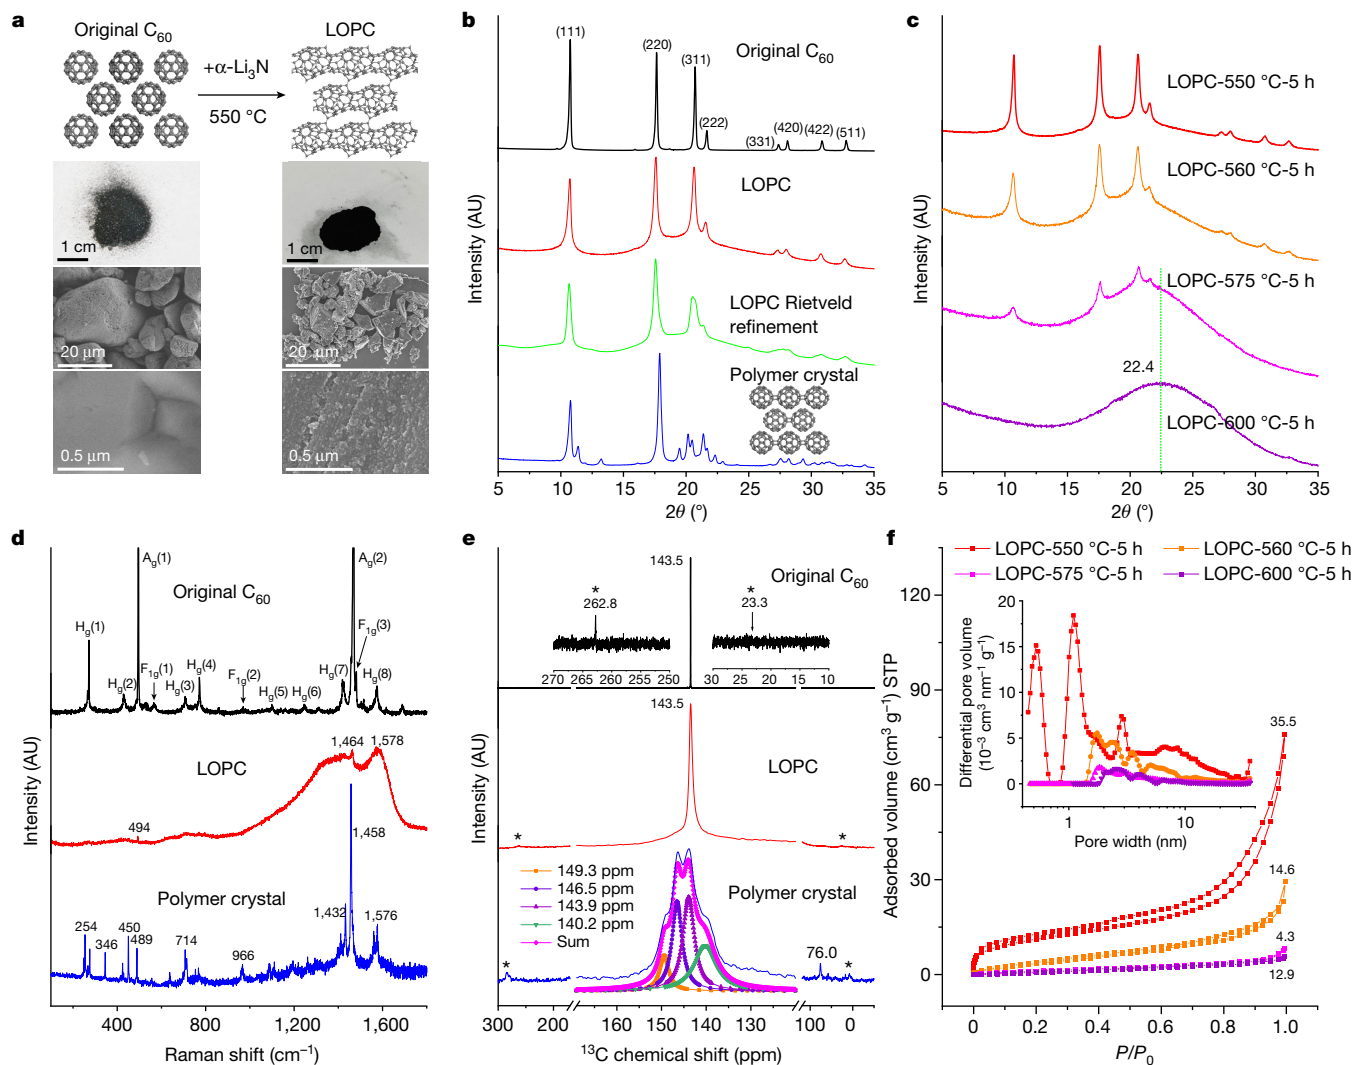 a
Original C60
LOPC
+α-Li3N
550 °C
1 cm
1 cm
20 μm
20 μm
0.5 μm
0.5 μm
b
(111)
(220)
(311)
(222)
(331)
(420)
(422)
(511)
Original C60
LOPC
LOPC Rietveld
refinement
Polymer crystal
Intensity (AU)
5 10 15 20 25 30 35
2θ (°)
c
LOPC-550 °C-5 h
LOPC-560 °C-5 h
LOPC-575 °C-5 h
22.4
LOPC-600 °C-5 h
Intensity (AU)
5 10 15 20 25 30 35
2θ (°)
d
Ag(1)
Ag(2)
Original C60
F1g(3)
Hg(1)
Hg(2)
F1g(1)
Hg(3)
Hg(4)
F1g(2)
Hg(5)
Hg(6)
Hg(7)
Hg(8)
LOPC
1,464
1,578
494
1,458
Polymer crystal
254
346
450
489
714
966
1,432
1,576
Intensity (AU)
400 800 1,200 1,600
Raman shift (cm–1)
e
143.5
Original C60
*
262.8
*
23.3
270 265 260 255 250
30 25 20 15 10
143.5
LOPC
*
*
149.3 ppm
146.5 ppm
143.9 ppm
140.2 ppm
Sum
Polymer crystal
*
76.0
*
Intensity (AU)
300 200 160 150 140 130 100 0
13C chemical shift (ppm)
f
LOPC-550 °C-5 h
LOPC-560 °C-5 h
LOPC-575 °C-5 h
LOPC-600 °C-5 h
Differential pore volume
(10–3 cm3 nm–1 g–1)
20
15
10
5
0
1 10
Pore width (nm)
35.5
14.6
4.3
12.9
Adsorbed volume (cm3 g–1) STP
120
90
60
30
0
0 0.2 0.4 0.6 0.8 1.0
P/P0